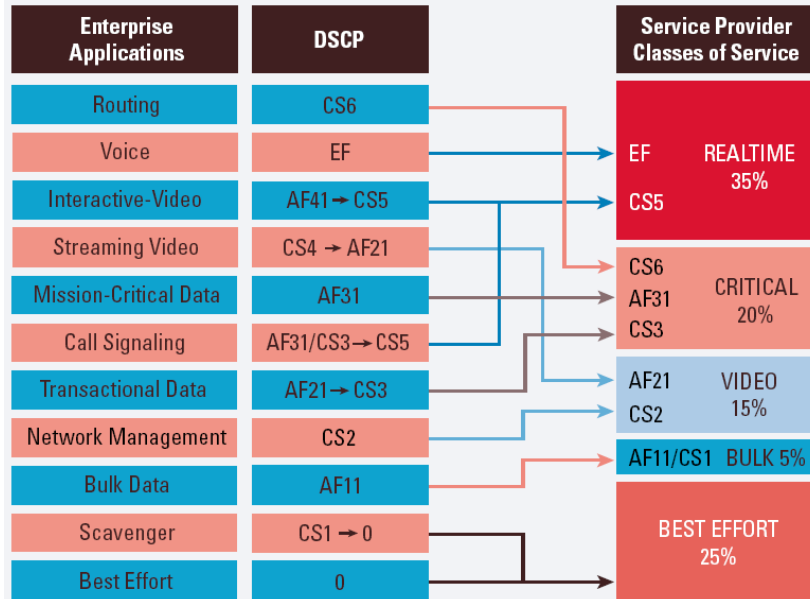 Enterprise
Applications
DSCP
Service Provider
Classes of Service
Routing
CS6
Voice
EF
Interactive-Video
AF41 → CS5
Streaming Video
CS4 → AF21
Mission-Critical Data
AF31
Call Signaling
AF31/CS3 → CS5
Transactional Data
AF21 → CS3
Network Management
CS2
Bulk Data
AF11
Scavenger
CS1 → 0
Best Effort
0
EF
REALTIME
35%
CS5
CS6
AF31
CRITICAL
20%
CS3
AF21
VIDEO
15%
CS2
AF11/CS1 BULK 5%
BEST EFFORT
25%